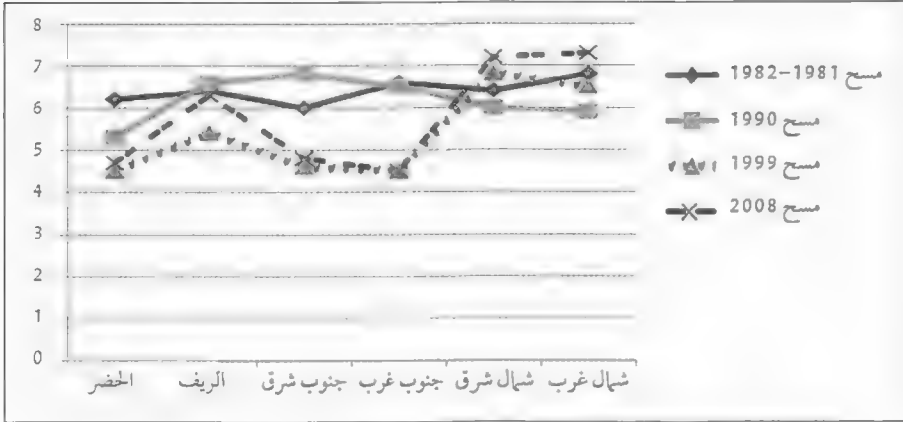 8
7
6
5
4
3
2
1
0
الحضر
الريف
جنوب شرق
جنوب غرب
شمال شرق
شمال غرب
مسح 1981-1982
مسح 1990
مسح 1999
مسح 2008